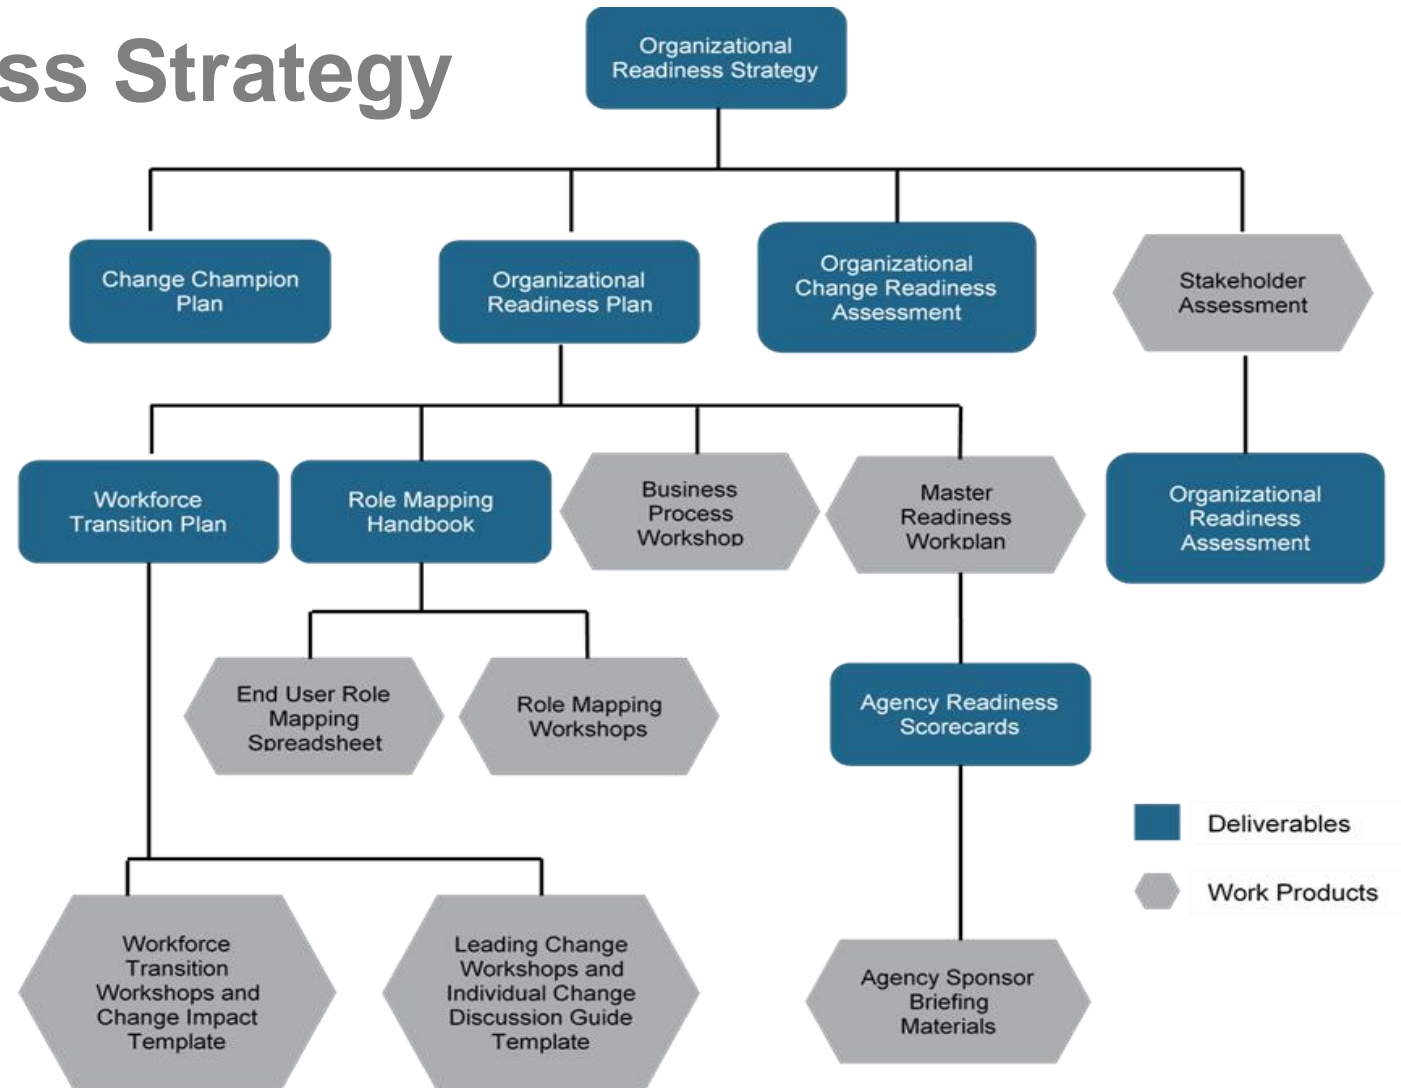 ss Strategy
Organizational
Readiness Strategy
Change Champion
Plan
Organizational
Readiness Plan
Organizational
Change Readiness
Assessment
Stakeholder
Assessment
Workforce
Transition Plan
Role Mapping
Handbook
Business
Process
Workshop
Master
Readiness
Workplan
Organizational
Readiness
Assessment
End User Role
Mapping
Spreadsheet
Role Mapping
Workshops
Agency Readiness
Scorecards
Deliverables
Work Products
Workforce
Transition
Workshops and
Change Impact
Template
Leading Change
Workshops and
Individual Change
Discussion Guide
Template
Agency Sponsor
Briefing
Materials